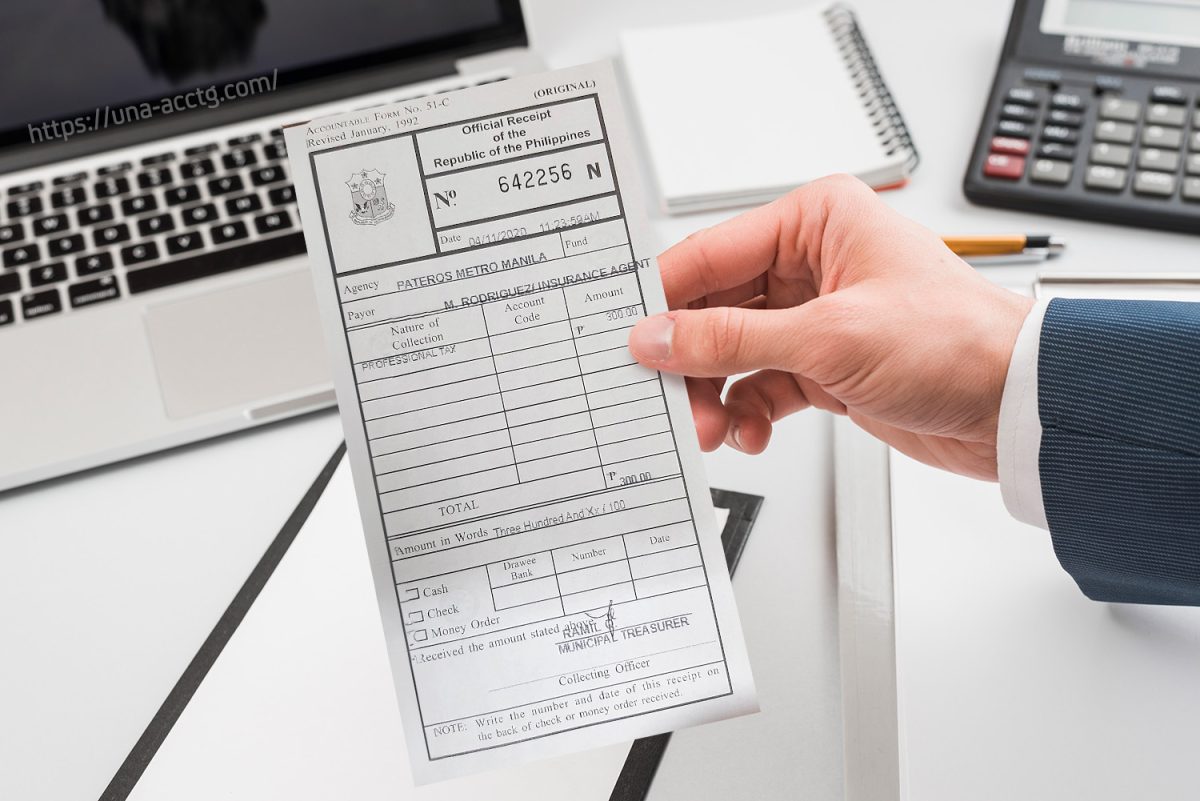 https://una-acctg.com/
ACCOUNTABLE FORM NO. 51-C
Revised January, 1992
(ORIGINAL)
Official Receipt
of the
Republic of the Philippines
No 642256 N
Date 04/11/2020 11:23:59AM
Agency PATEROS METRO MANILA
Fund
Payor M. RODRIGUEZ/ INSURANCE AGENT
Nature of
Collection
Account
Code
Amount
PROFESSIONAL TAX
₱ 300.00
TOTAL
₱ 300.00
Amount in Words Three Hundred And Xx / 100
Cash
Check
Money Order
Drawee
Bank
Number
Date
Received the amount stated above
RAMIL
MUNICIPAL TREASURER
Collecting Officer
NOTE: Write the number and date of this receipt on
the back of check or money order received.